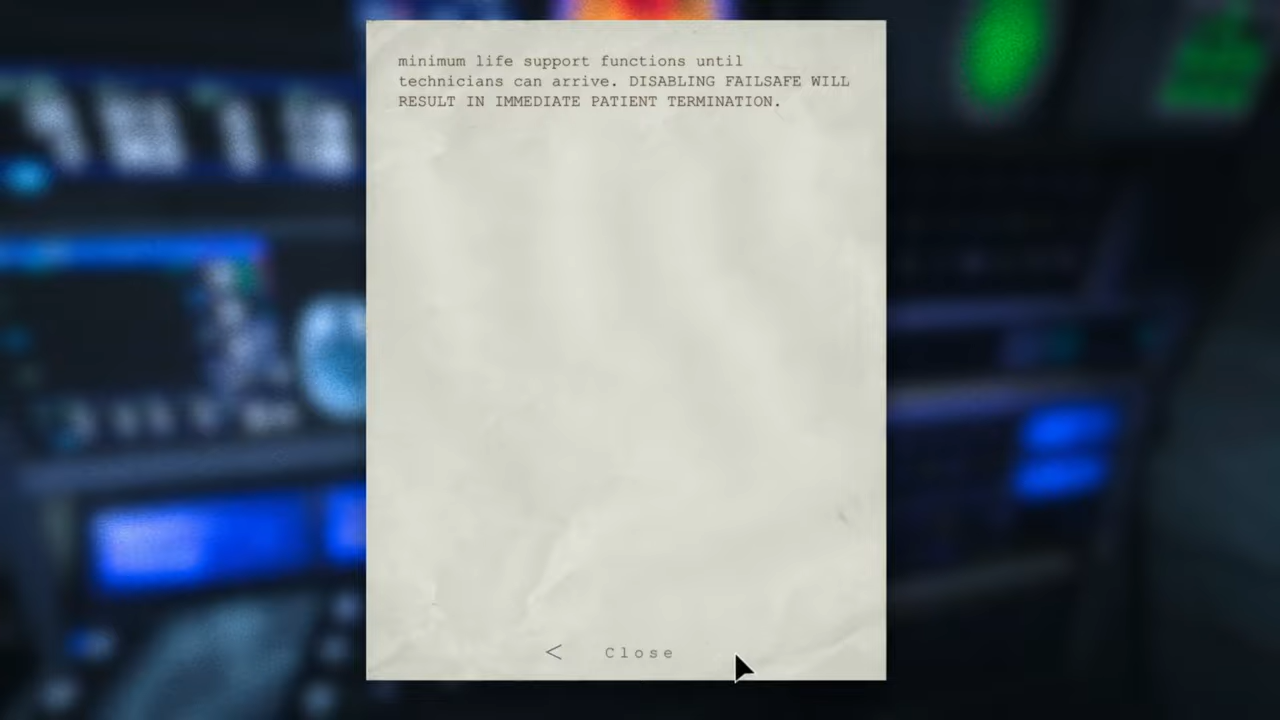 minimum life support functions until
technicians can arrive. DISABLING FAILSAFE WILL
RESULT IN IMMEDIATE PATIENT TERMINATION.
< Close